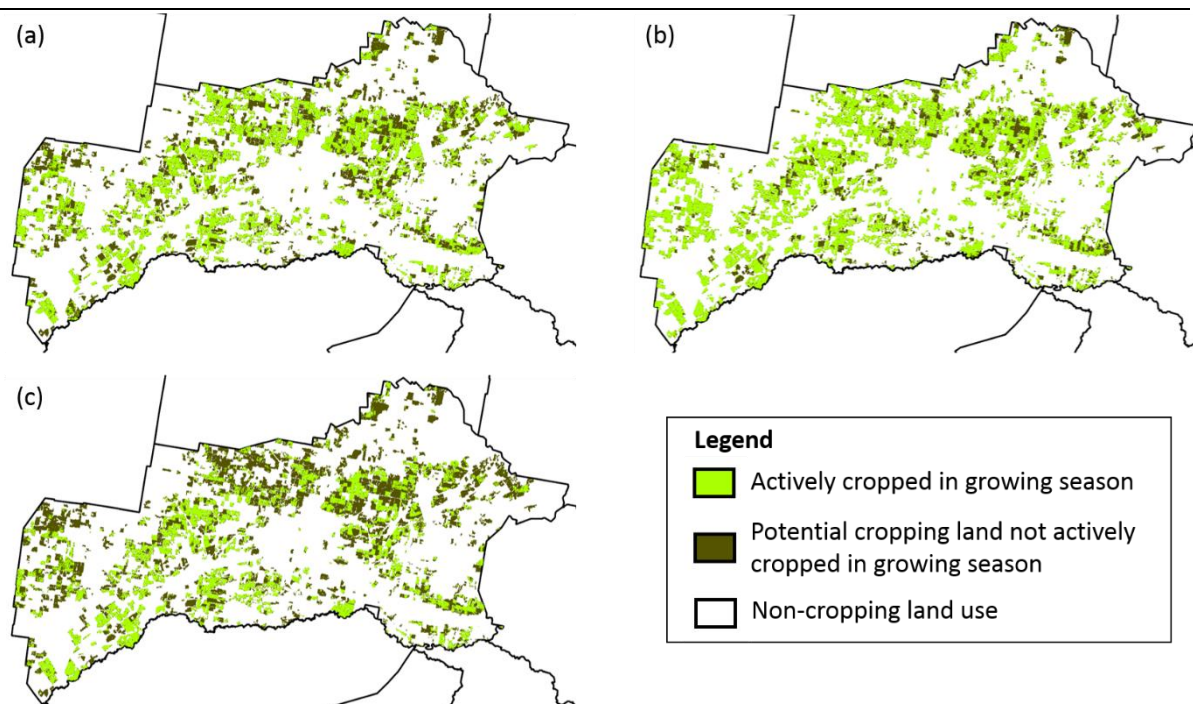 (a)
(b)
(c)
Legend
Actively cropped in growing season
Potential cropping land not actively
cropped in growing season
Non-cropping land use